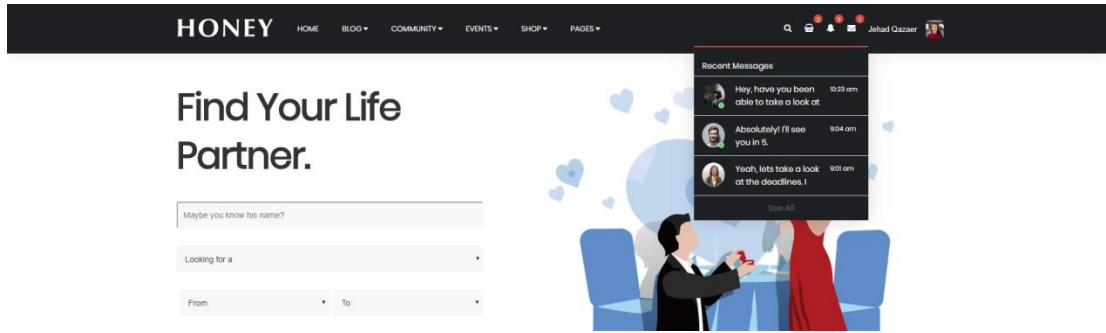 HONEY HOME BLOG COMMUNITY EVENTS SHOP PAGES Jehad Qazaer
Recent Messages
Hey, have you been 10:23 am
able to take a look at
Absolutely! I'll see 9:04 am
you in 5.
Yeah, lets take a look 9:01 am
at the deadlines. I
See All
Find Your Life
Partner.
Maybe you know his name?
Looking for a
From To